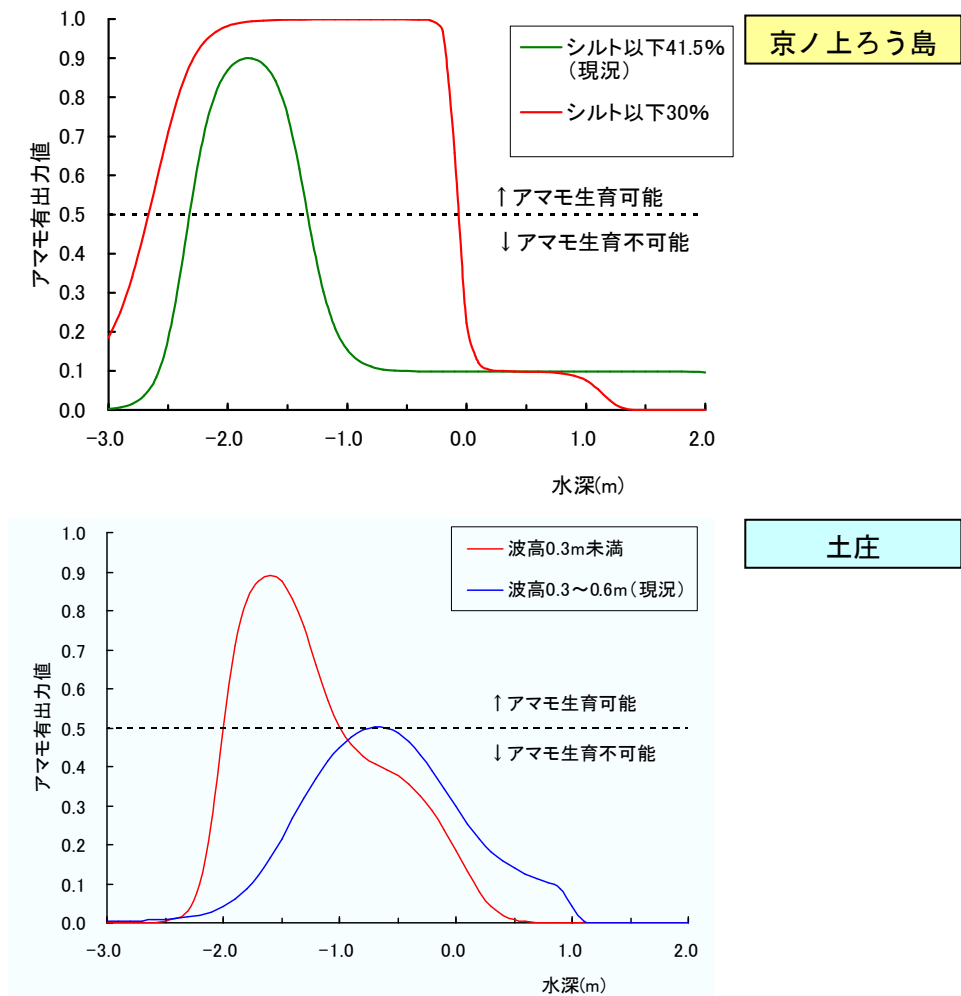 京ノ上ろう島
シルト以下41.5%
(現況)
シルト以下30%
↑アマモ生育可能
↓アマモ生育不可能
アマモ有出力値
1.0
0.9
0.8
0.7
0.6
0.5
0.4
0.3
0.2
0.1
0.0
−3.0 −2.0 −1.0 0.0 1.0 2.0
水深(m)
土庄
波高0.3m未満
波高0.3〜0.6m(現況)
↑アマモ生育可能
↓アマモ生育不可能
アマモ有出力値
1.0
0.9
0.8
0.7
0.6
0.5
0.4
0.3
0.2
0.1
0.0
−3.0 −2.0 −1.0 0.0 1.0 2.0
水深(m)